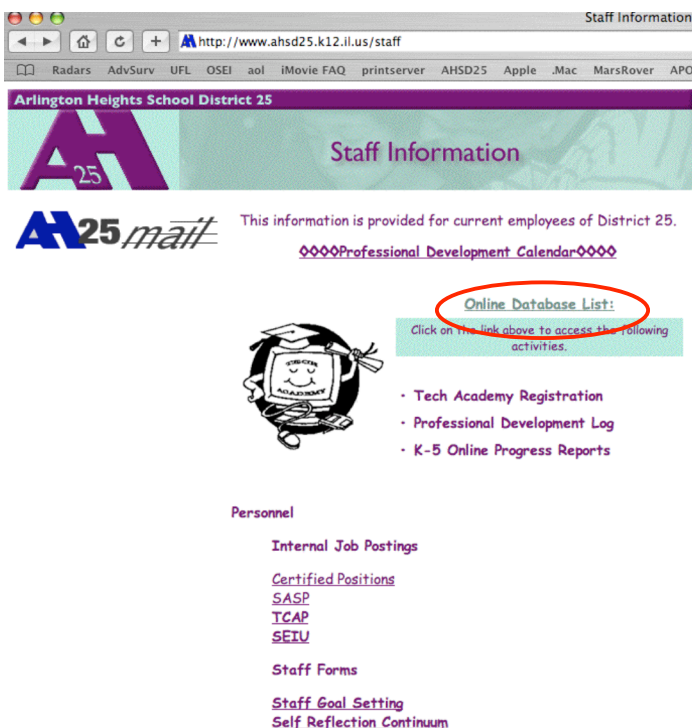 Staff Information
http://www.ahsd25.k12.il.us/staff
Radars AdvSurv UFL OSEI aol iMovie FAQ printserver AHSD25 Apple .Mac MarsRover APO
Arlington Heights School District 25
AH
25
Staff Information
AH25mail
This information is provided for current employees of District 25.
◊◊◊◊Professional Development Calendar◊◊◊◊
Online Database List:
Click on the link above to access the following
activities.
TECH
ACADEMY
· Tech Academy Registration
· Professional Development Log
· K-5 Online Progress Reports
Personnel
Internal Job Postings
Certified Positions
SASP
TCAP
SEIU
Staff Forms
Staff Goal Setting
Self Reflection Continuum